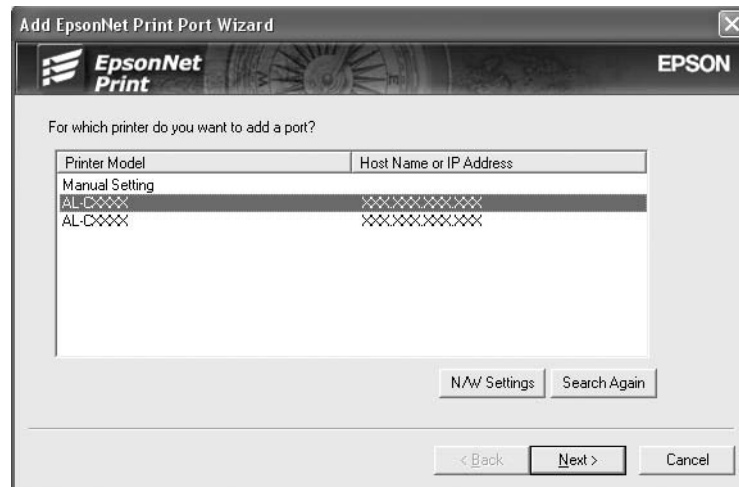 Add EpsonNet Print Port Wizard
EpsonNet
Print
EPSON
For which printer do you want to add a port?
Printer Model Host Name or IP Address
Manual Setting
AL-CXXXX XXX.XXX.XXX.XXX
AL-CXXXX XXX.XXX.XXX.XXX
N/W Settings Search Again
< Back Next > Cancel